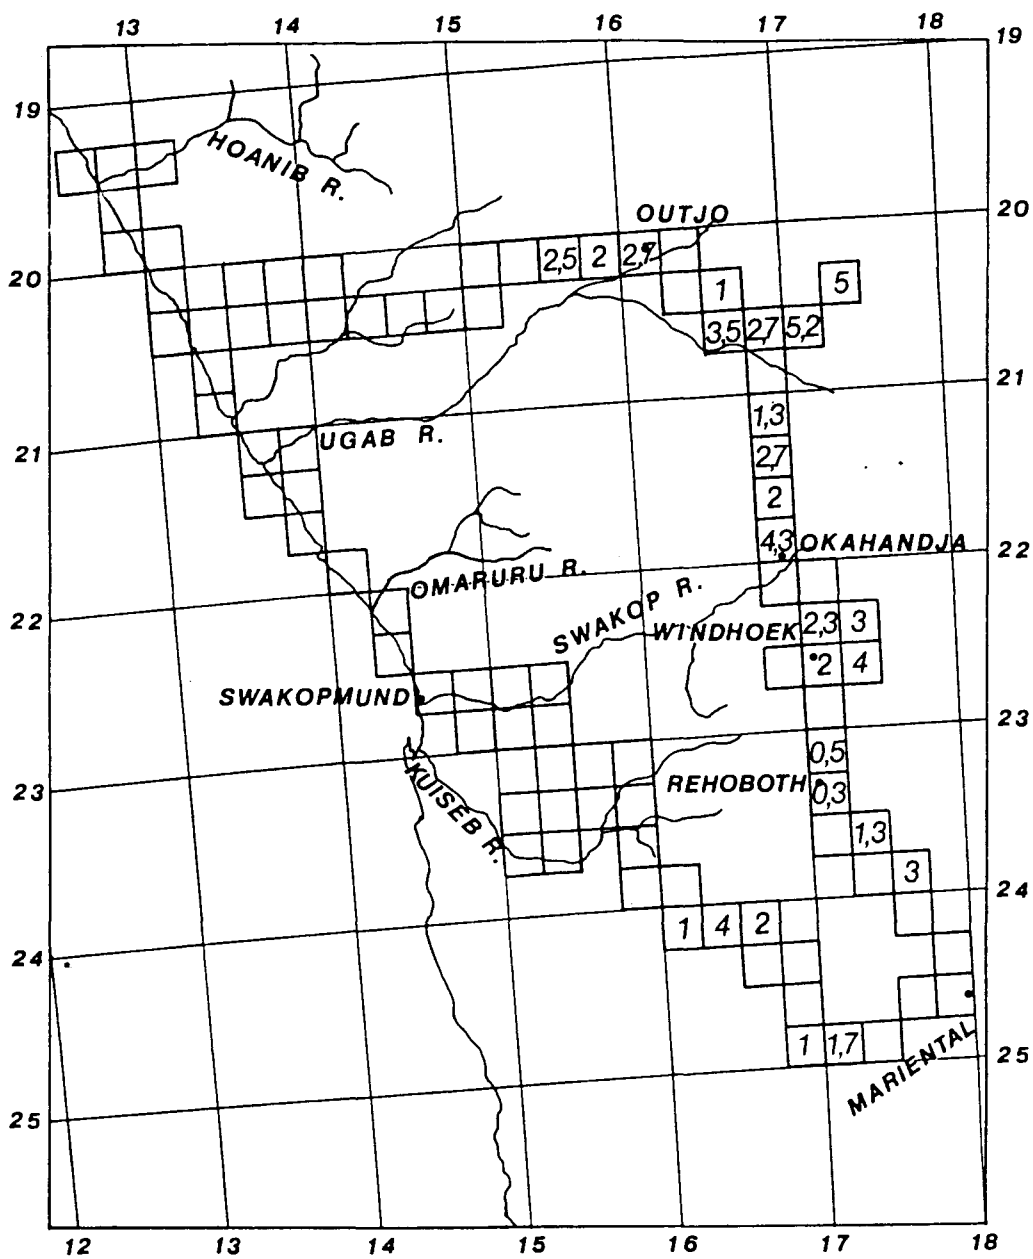 13 14 15 16 17 18
19
19
HOANIB R.
20
OUTJO
20
2,5 2 2,7
1 5
3,5 2,7 5,2
21
1,3
UGAB R.
21
2,7
2
4,3 OKAHANDJA
22
OMARURU R.
SWAKOP R.
22
WINDHOEK 2,3 3
2 4
SWAKOPMUND
23
0,5
KUISEB R.
REHOBOTH 0,3
23
1,3
3
24
1 4 2
24
1 1,7
25
MARIENTAL
25
12 13 14 15 16 17 18